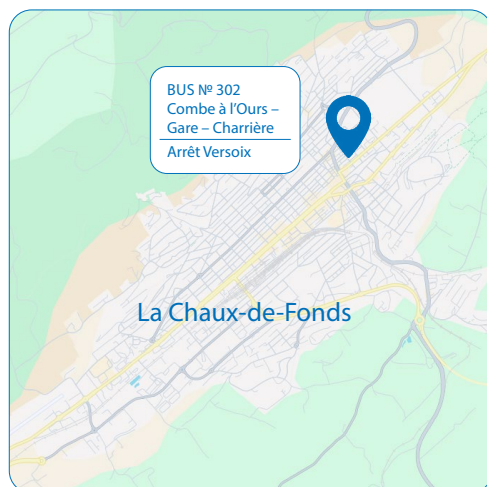 BUS № 302
Combe à l’Ours –
Gare – Charrière
Arrêt Versoix
La Chaux-de-Fonds